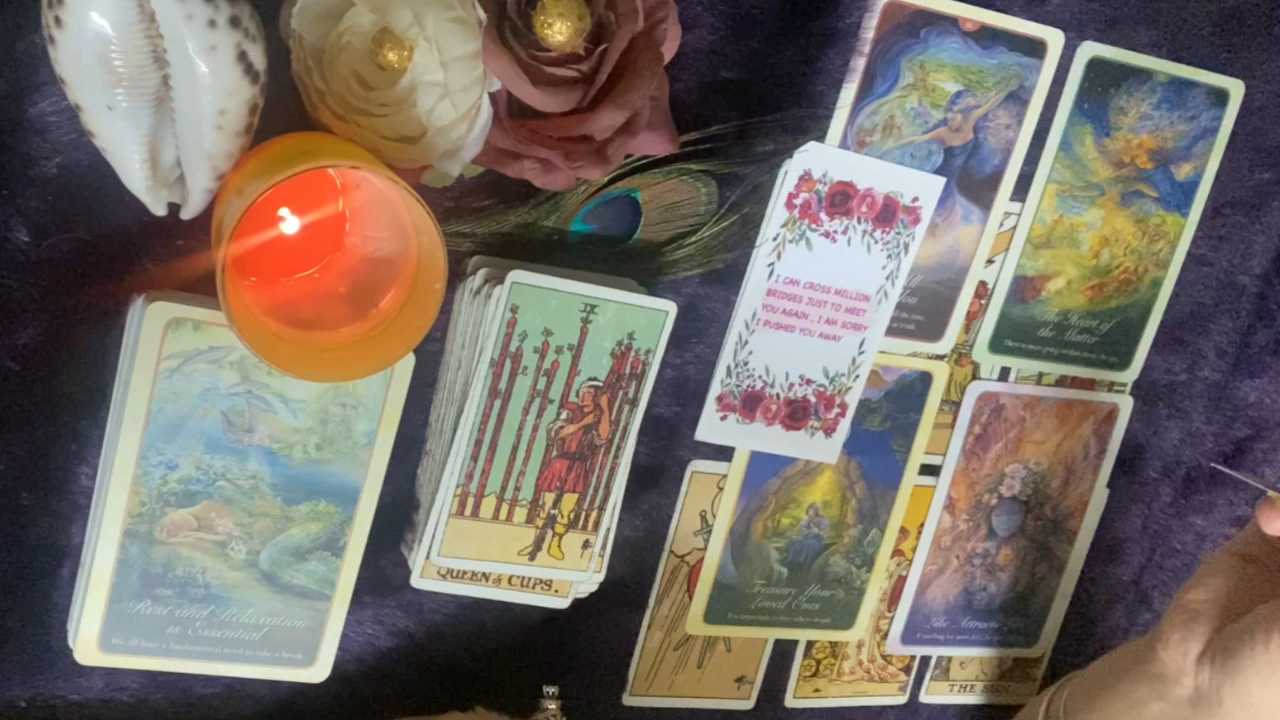 Rest and Relaxation
is Essential
We all have a fundamental need to take a break
IX
QUEEN of CUPS.
I CAN CROSS MILLION
BRIDGES JUST TO MEET
YOU AGAIN . I AM SORRY
I PUSHED YOU AWAY
The Heart of
the Matter
Treasure Your
Loved Ones
Like Attracts
THE SUN.